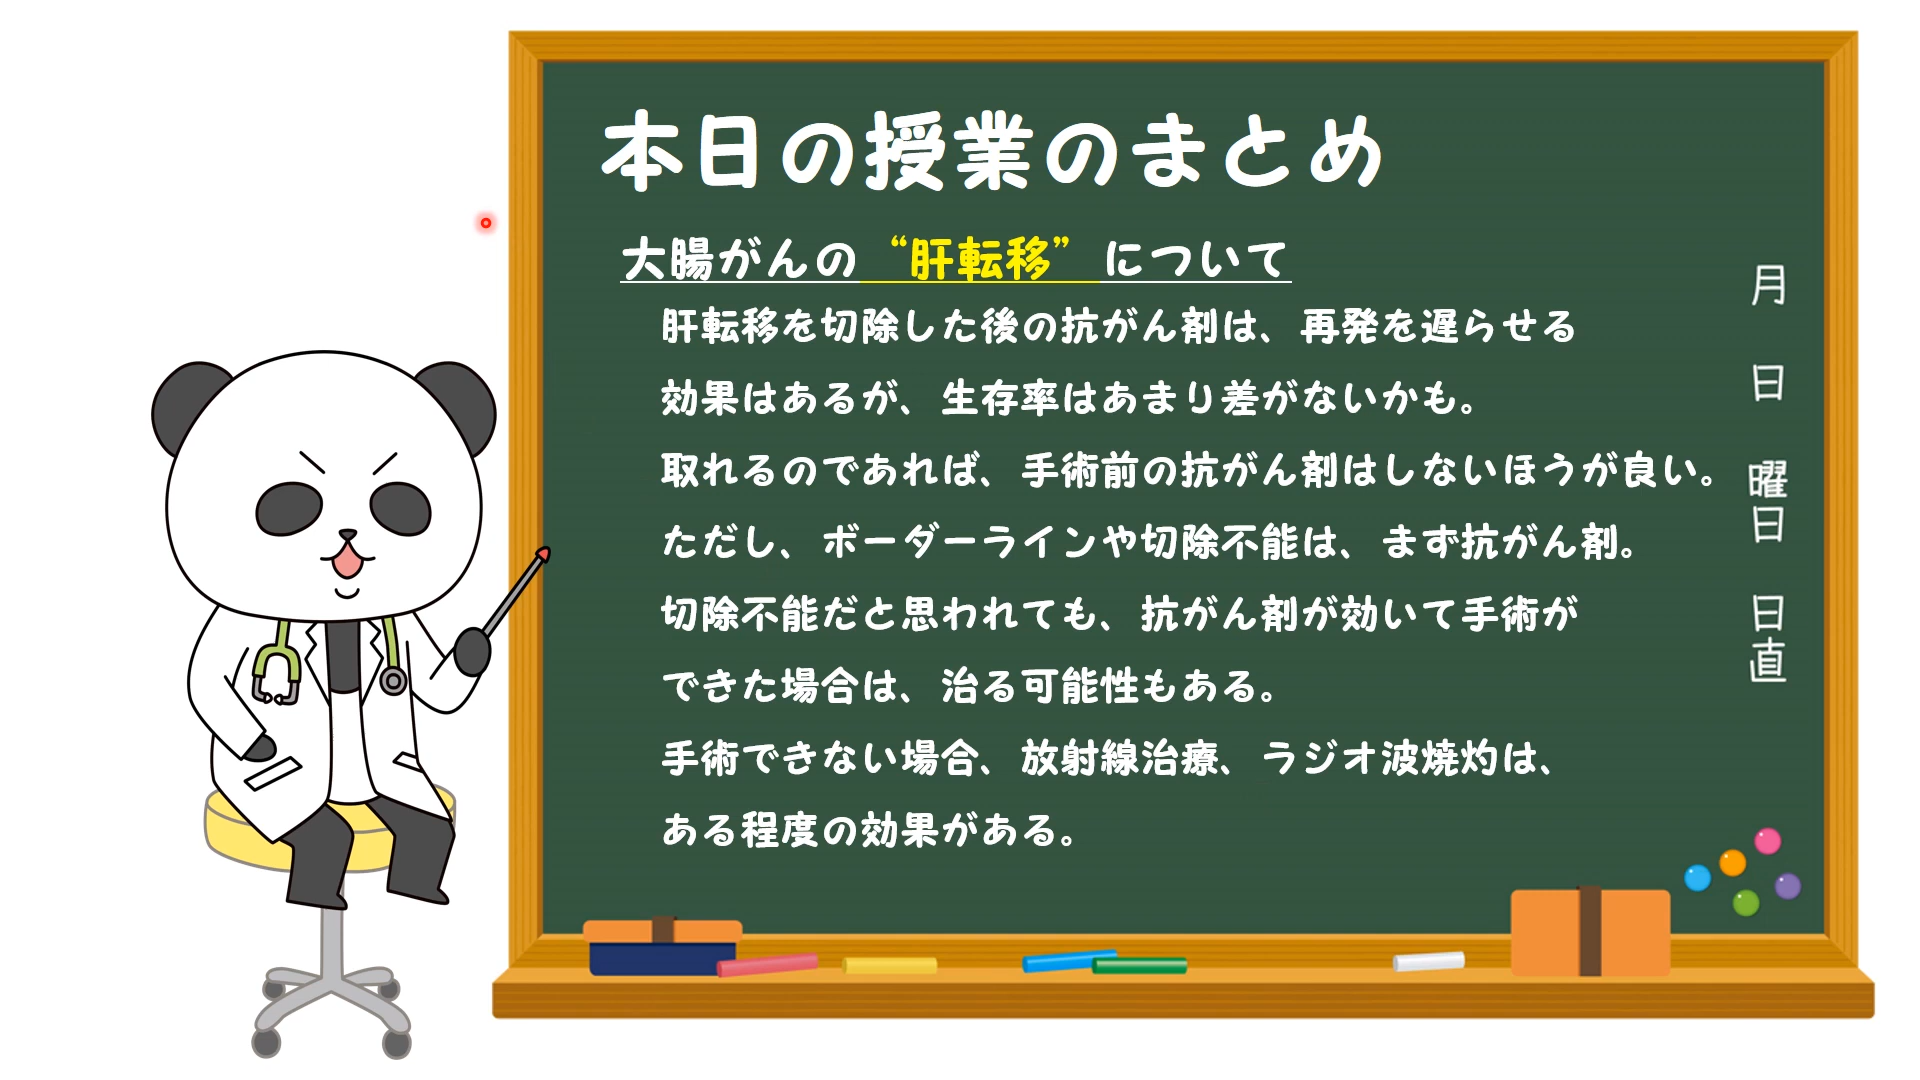 本日の授業のまとめ
大腸がんの“肝転移”について
肝転移を切除した後の抗がん剤は、再発を遅らせる
効果はあるが、生存率はあまり差がないかも。
取れるのであれば、手術前の抗がん剤はしないほうが良い。
ただし、ボーダーラインや切除不能は、まず抗がん剤。
切除不能だと思われても、抗がん剤が効いて手術が
できた場合は、治る可能性もある。
手術できない場合、放射線治療、ラジオ波焼灼は、
ある程度の効果がある。
月
日
曜日
日直